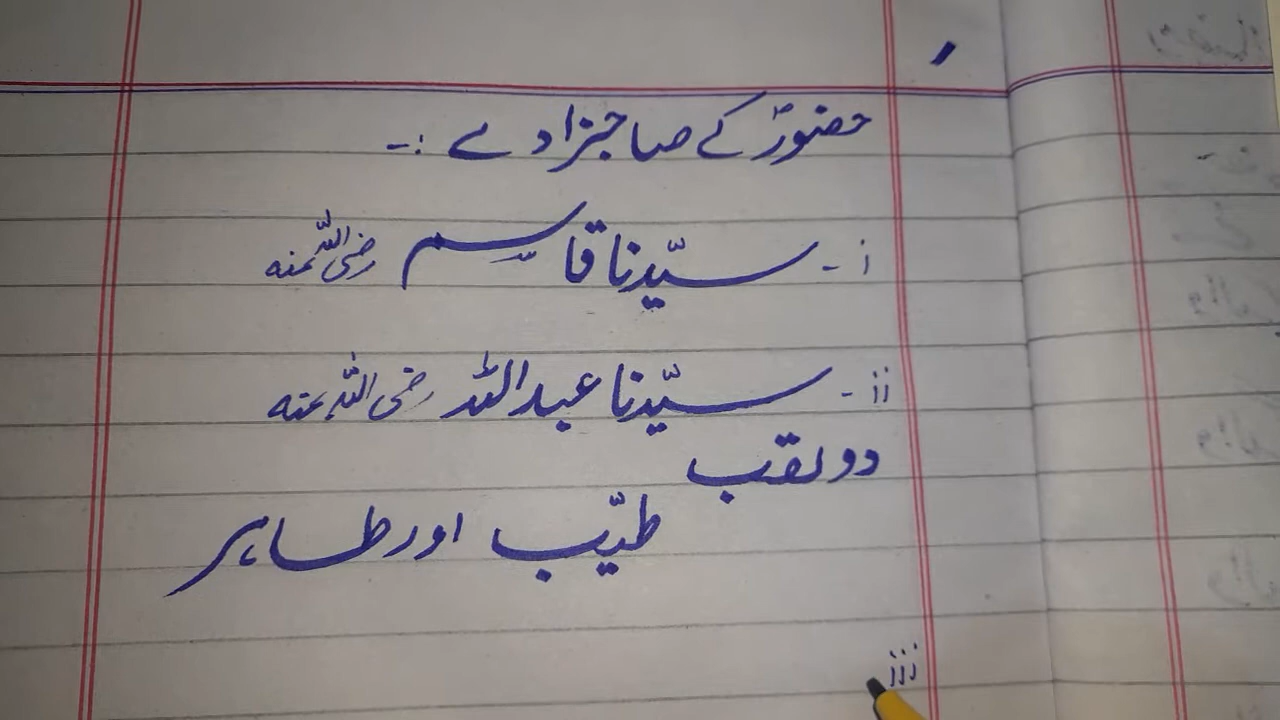 حضورؐ کے صاحبزادے :-
i - سیّدنا قاسم رضی اللہ عنہ
ii - سیّدنا عبداللہ رضی اللہ عنہ
دو لقب
طیّب اور طاہر
iii